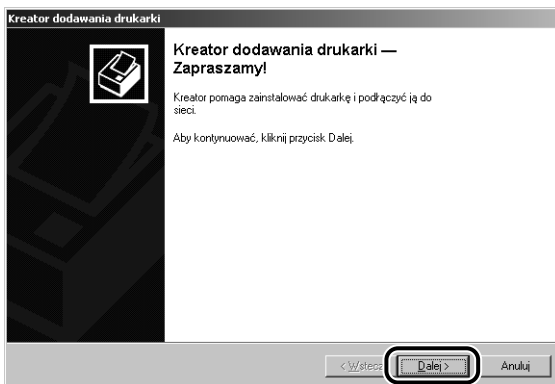 Kreator dodawania drukarki
Kreator dodawania drukarki —
Zapraszamy!
Kreator pomaga zainstalować drukarkę i podłączyć ją do
sieci.
Aby kontynuować, kliknij przycisk Dalej.
< Wstecz
Dalej >
Anuluj